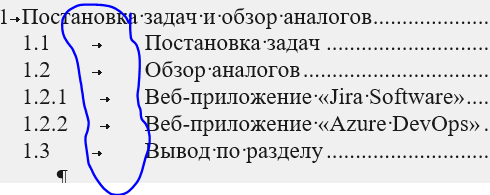 1 Постановка задач и обзор аналогов
1.1 Постановка задач
1.2 Обзор аналогов
1.2.1 Веб-приложение «Jira Software»
1.2.2 Веб-приложение «Azure DevOps»
1.3 Вывод по разделу